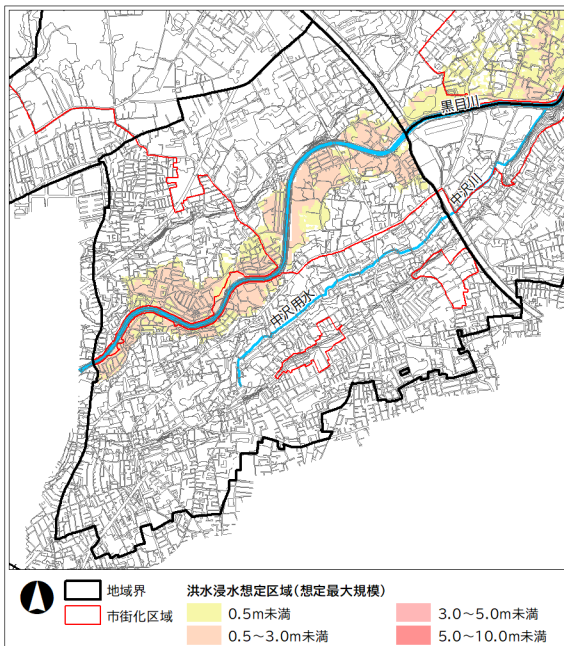 黒目川
中沢川
中沢用水
地域界
市街化区域
洪水浸水想定区域(想定最大規模)
0.5m未満
0.5~3.0m未満
3.0~5.0m未満
5.0~10.0m未満